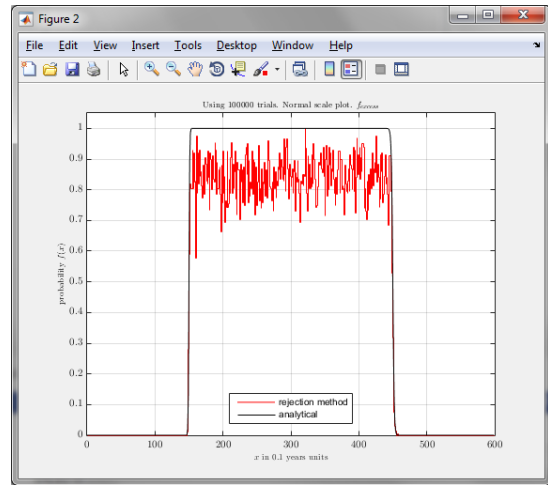 Figure 2
File Edit View Insert Tools Desktop Window Help
Using 100000 trials. Normal scale plot. f_excess
1
0.9
0.8
0.7
0.6
0.5
0.4
0.3
0.2
0.1
0
probability f(x)
rejection method
analytical
0 100 200 300 400 500 600
x in 0.1 years units